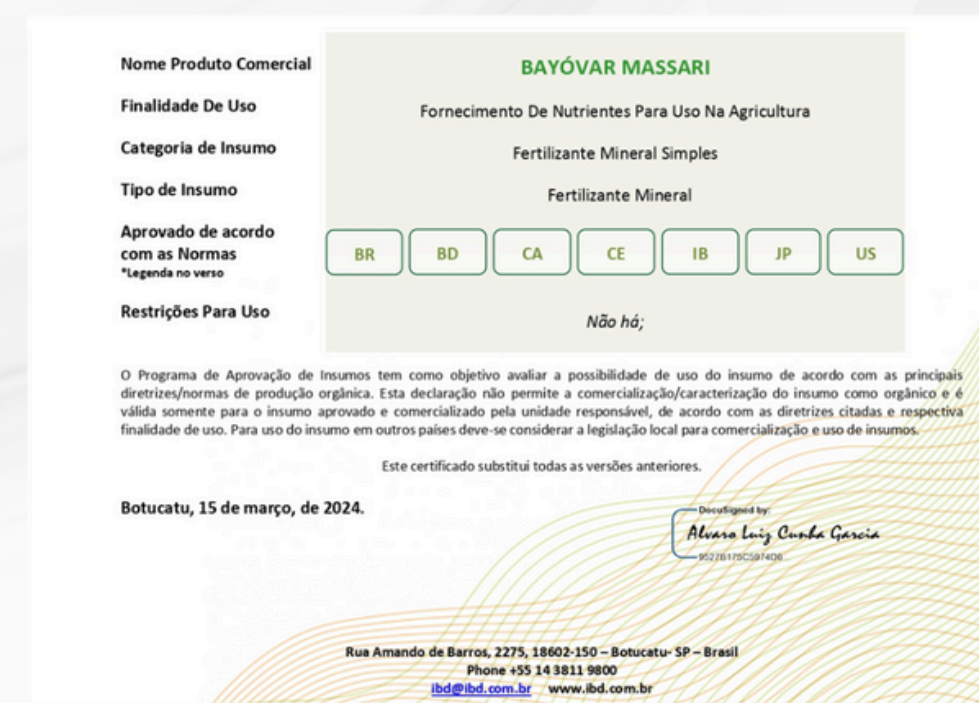 Nome Produto Comercial
BAYÓVAR MASSARI
Finalidade De Uso
Fornecimento De Nutrientes Para Uso Na Agricultura
Categoria de Insumo
Fertilizante Mineral Simples
Tipo de Insumo
Fertilizante Mineral
Aprovado de acordo
com as Normas
*Legenda no verso
BR BD CA CE IB JP US
Restrições Para Uso
Não há;
O Programa de Aprovação de Insumos tem como objetivo avaliar a possibilidade de uso do insumo de acordo com as principais
diretrizes/normas de produção orgânica. Esta declaração não permite a comercialização/caracterização do insumo como orgânico e é
válida somente para o insumo aprovado e comercializado pela unidade responsável, de acordo com as diretrizes citadas e respectiva
finalidade de uso. Para uso do insumo em outros países deve-se considerar a legislação local para comercialização e uso de insumos.
Este certificado substitui todas as versões anteriores.
Botucatu, 15 de março, de 2024.
DocuSigned by:
Alvaro Luiz Cunha Garcia
Rua Amando de Barros, 2275, 18602-150 – Botucatu- SP – Brasil
Phone +55 14 3811 9800
ibd@ibd.com.br www.ibd.com.br